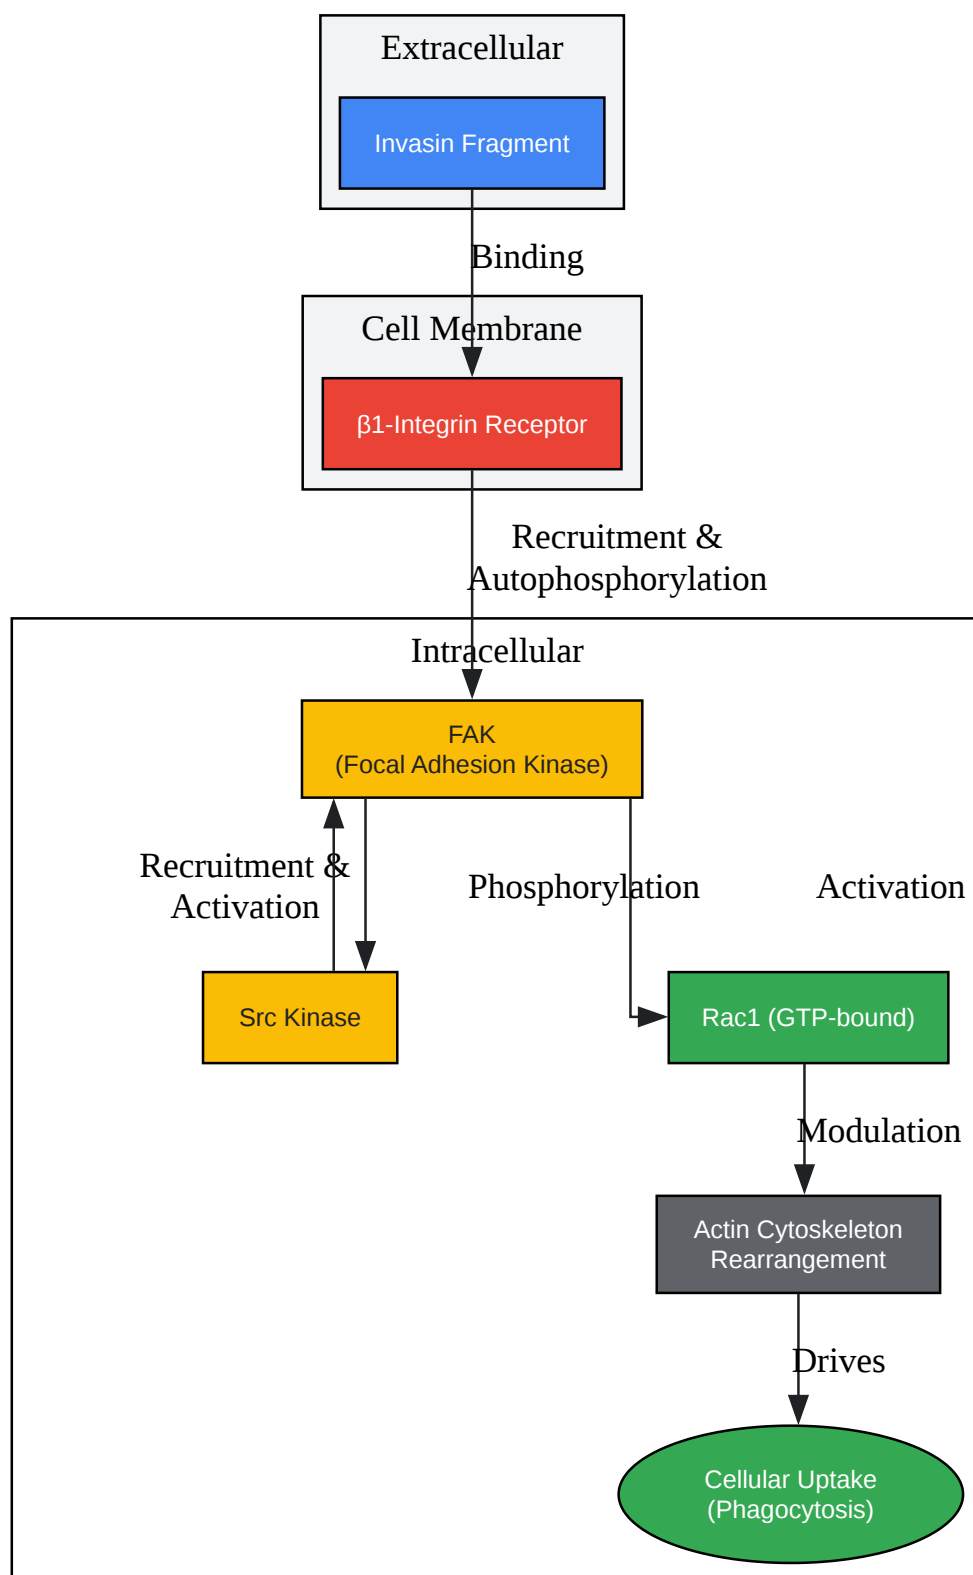 Extracellular
Invasin Fragment
Binding
Cell Membrane
β1-Integrin Receptor
Recruitment &
Autophosphorylation
Intracellular
FAK
(Focal Adhesion Kinase)
Recruitment &
Activation
Phosphorylation
Activation
Src Kinase
Rac1 (GTP-bound)
Modulation
Actin Cytoskeleton
Rearrangement
Drives
Cellular Uptake
(Phagocytosis)